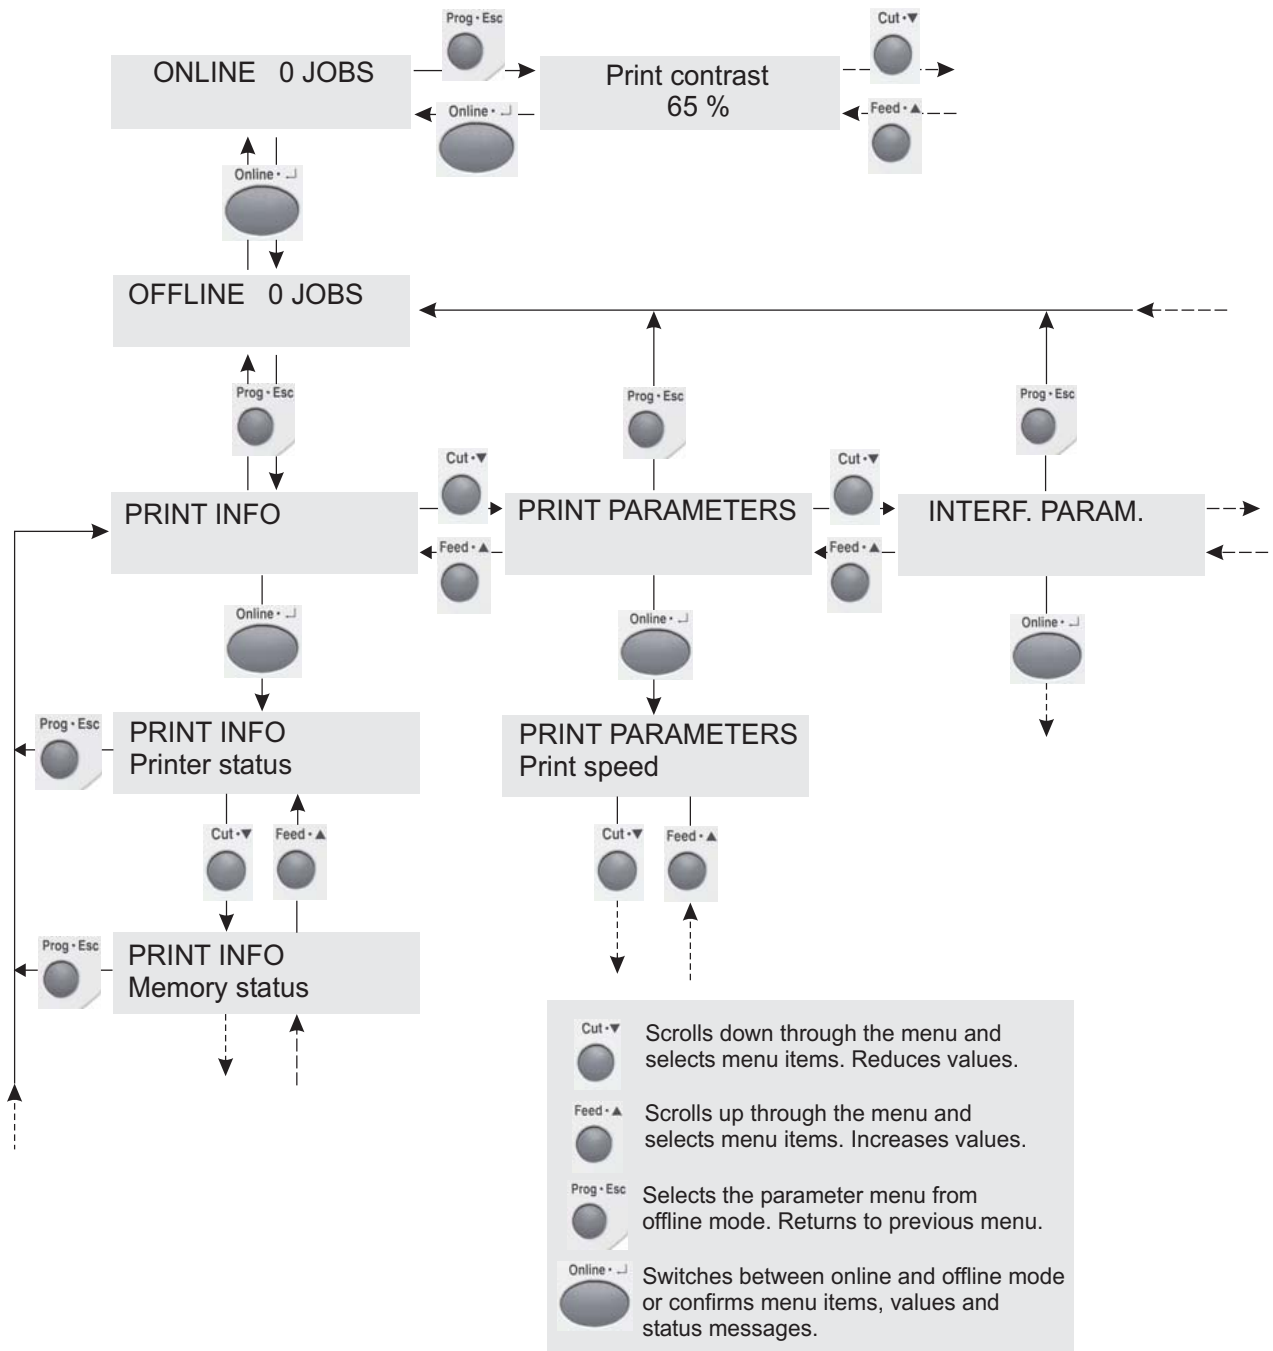 Prog • Esc
Cut •▼
ONLINE 0 JOBS
Print contrast
65 %
Online • ↵
Feed • ▲
Online • ↵
OFFLINE 0 JOBS
Prog • Esc
Prog • Esc
Prog • Esc
Cut •▼
Cut •▼
PRINT INFO
PRINT PARAMETERS
INTERF. PARAM.
Feed • ▲
Feed • ▲
Online • ↵
Online • ↵
Online • ↵
Prog • Esc
PRINT INFO
Printer status
PRINT PARAMETERS
Print speed
Cut •▼
Feed • ▲
Cut •▼
Feed • ▲
Prog • Esc
PRINT INFO
Memory status
Cut •▼
Scrolls down through the menu and
selects menu items. Reduces values.
Feed • ▲
Scrolls up through the menu and
selects menu items. Increases values.
Prog • Esc
Selects the parameter menu from
offline mode. Returns to previous menu.
Online • ↵
Switches between online and offline mode
or confirms menu items, values and
status messages.